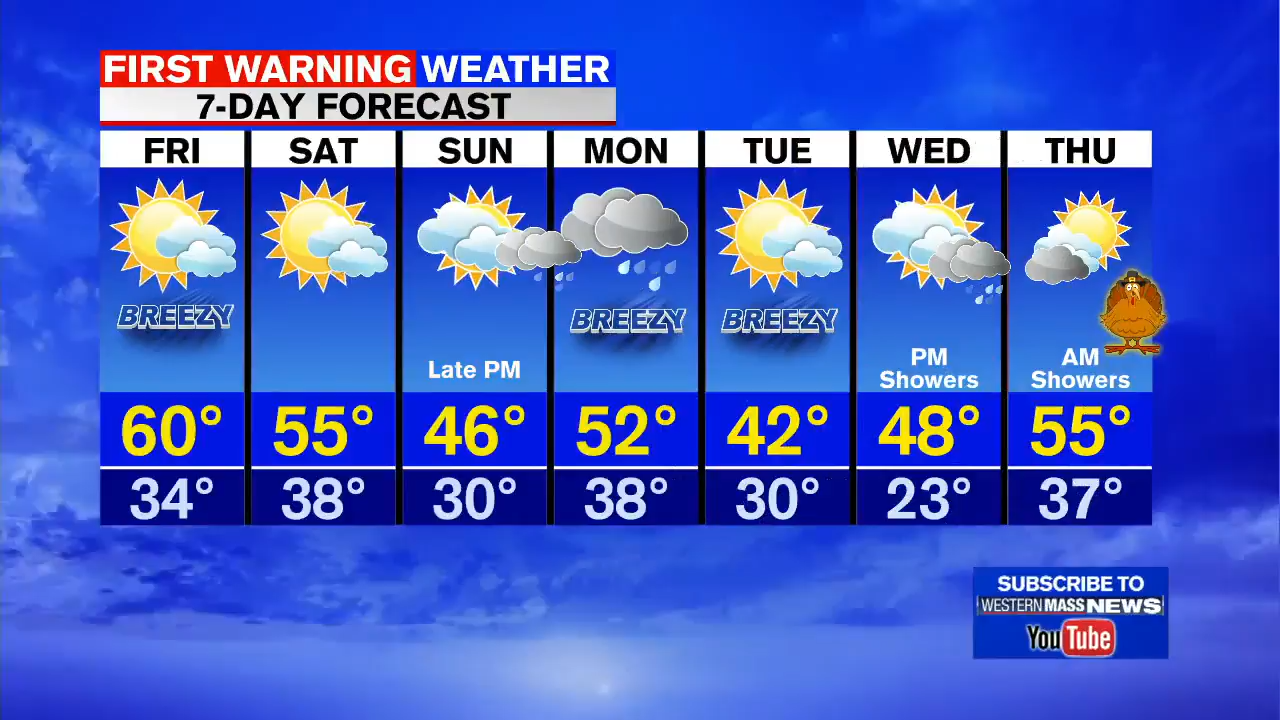 FIRST WARNING WEATHER
7-DAY FORECAST
FRI SAT SUN MON TUE WED THU
BREEZY BREEZY BREEZY
Late PM
PM Showers
AM Showers
60° 55° 46° 52° 42° 48° 55°
34° 38° 30° 38° 30° 23° 37°
SUBSCRIBE TO
WESTERN MASS NEWS
YouTube